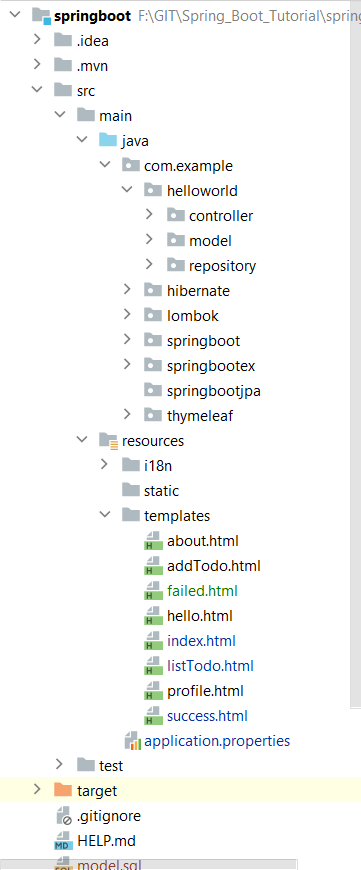 springboot F:\GIT\Spring_Boot_Tutorial\spring
.idea
.mvn
src
main
java
com.example
helloworld
controller
model
repository
hibernate
lombok
springboot
springbootex
springbootjpa
thymeleaf
resources
i18n
static
templates
about.html
addTodo.html
failed.html
hello.html
index.html
listTodo.html
profile.html
success.html
application.properties
test
target
.gitignore
HELP.md
model.sql